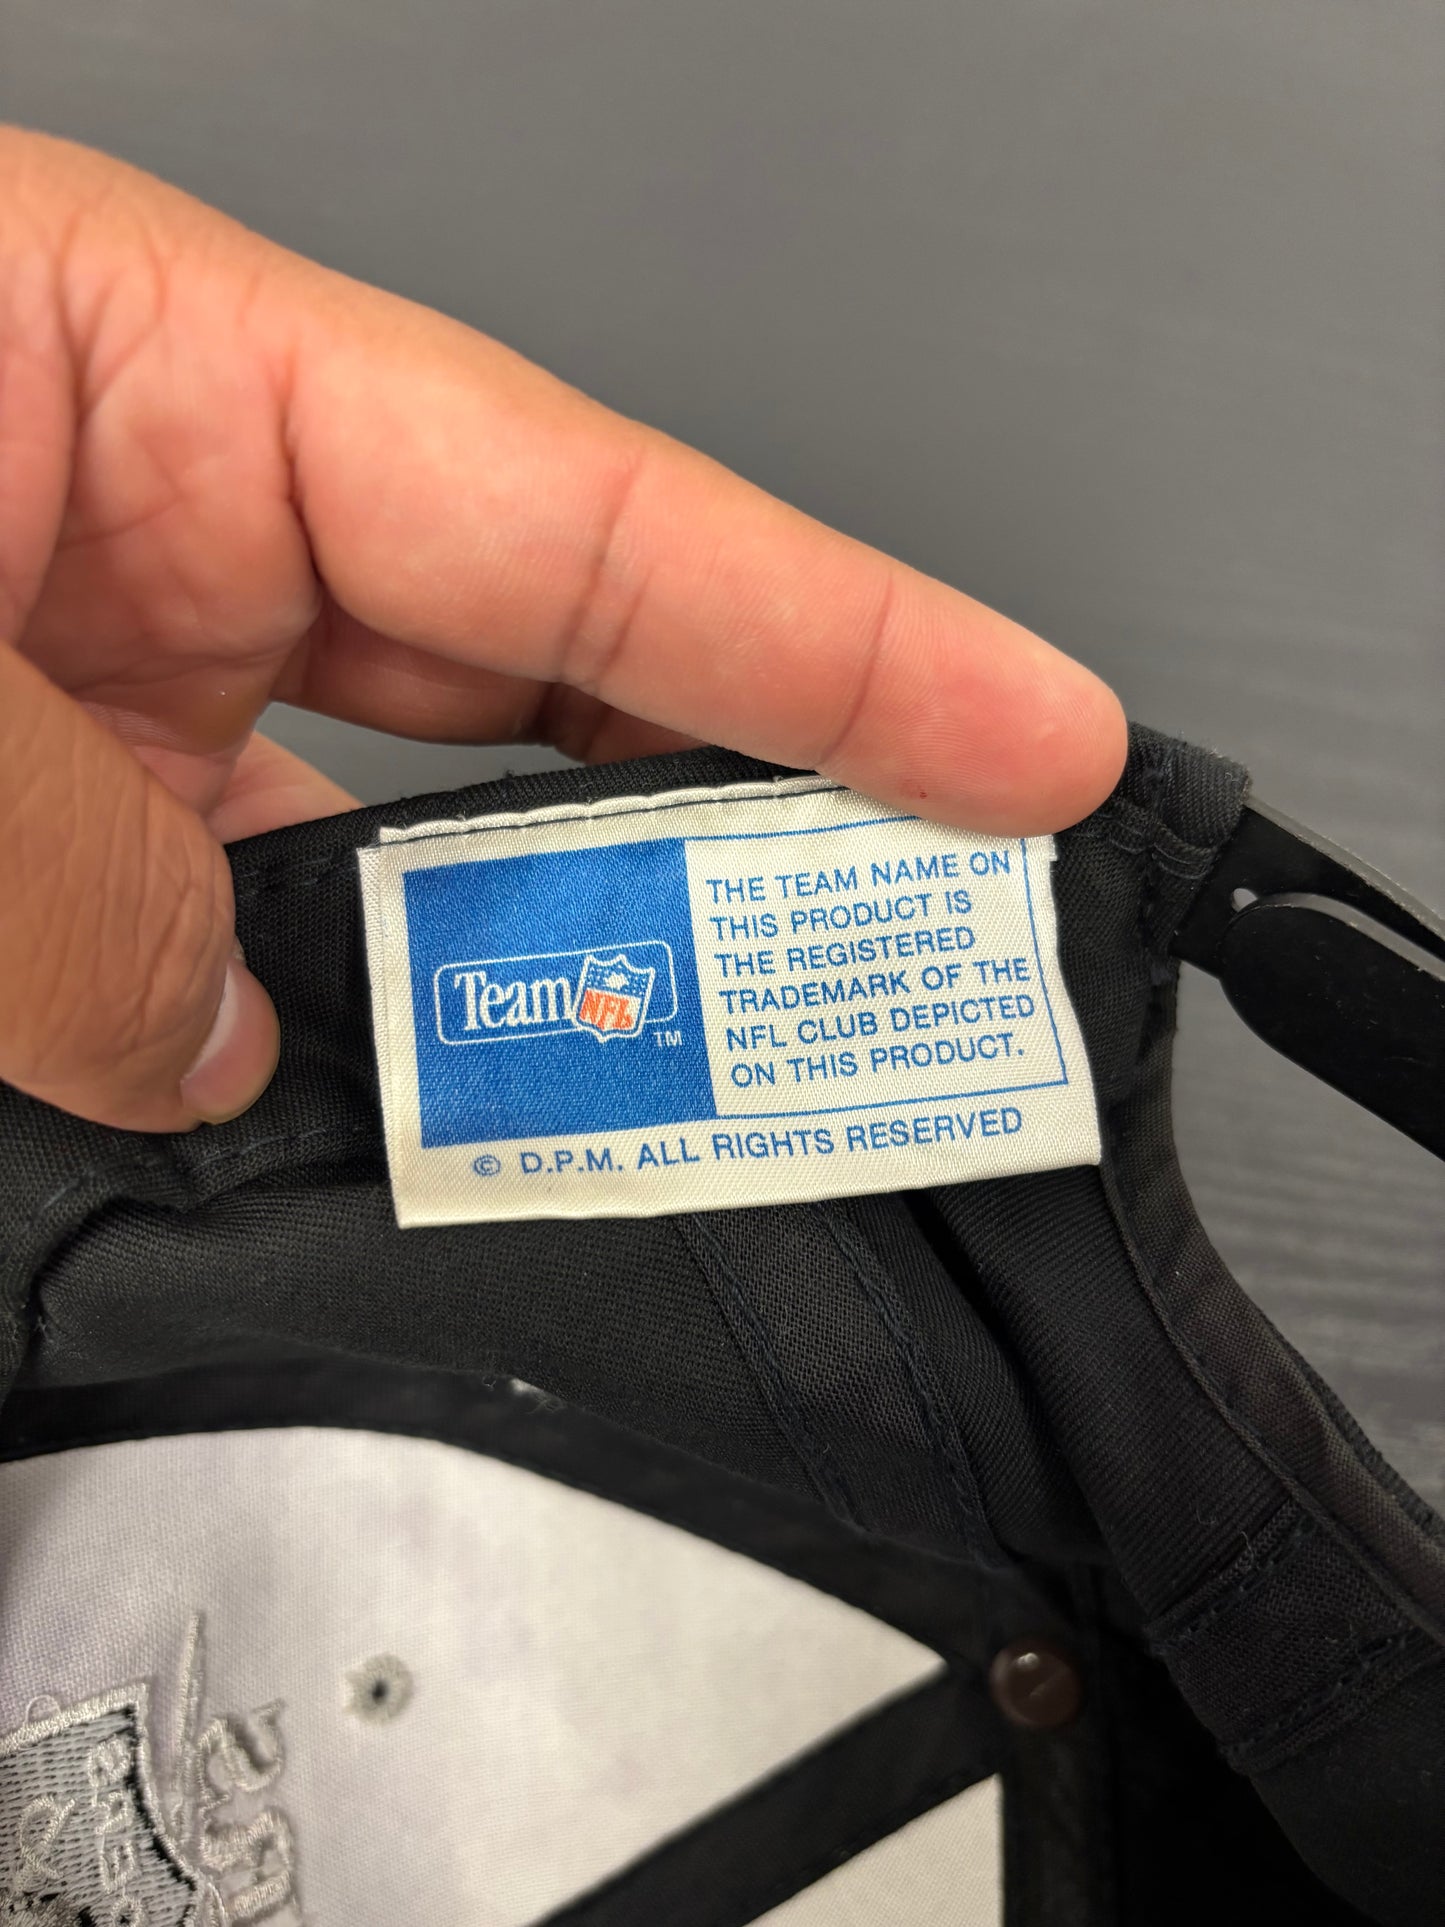 Team NFL TM
THE TEAM NAME ON
THIS PRODUCT IS
THE REGISTERED
TRADEMARK OF THE
NFL CLUB DEPICTED
ON THIS PRODUCT.
© D.P.M. ALL RIGHTS RESERVED